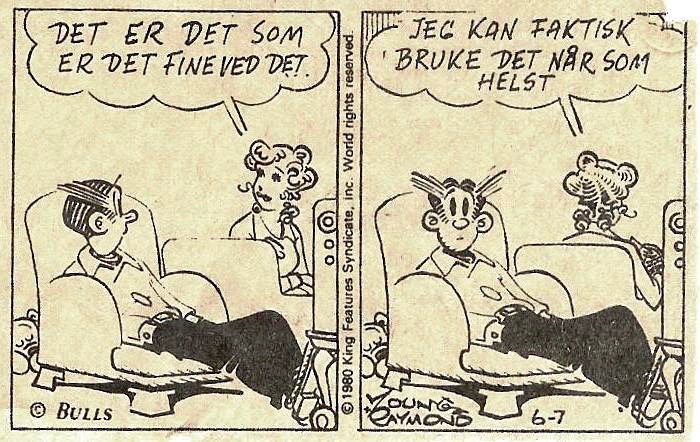 DET ER DET SOM
ER DET FINE VED DET.
© BULLS
© 1980 King Features Syndicate, Inc. World rights reserved.
JEG KAN FAKTISK
BRUKE DET NÅR SOM
HELST
YOUNG
RAYMOND
6-7